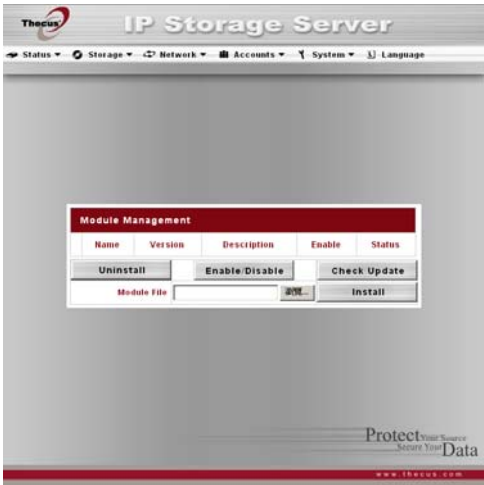 Thecus
IP Storage Server
Status Storage Network Accounts System Language
Module Management
Name Version Description Enable Status
Uninstall Enable/Disable Check Update
Module File Install
Protect Your Source
Secure Your Data
www.thecus.com